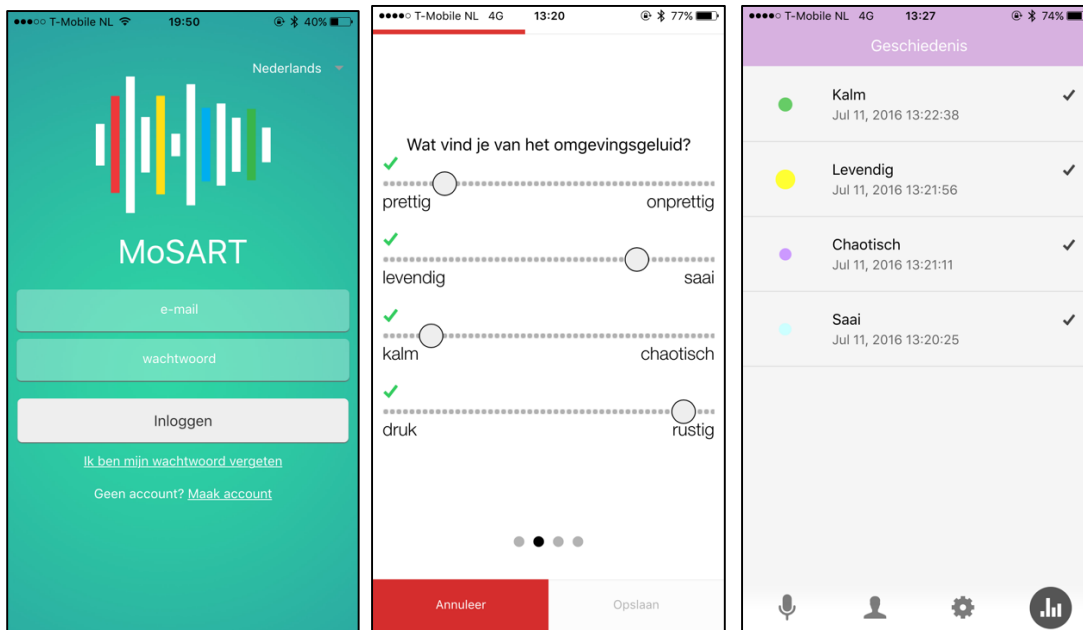 T-Mobile NL 19:50 40%
Nederlands
MoSART
e-mail
wachtwoord
Inloggen
Ik ben mijn wachtwoord vergeten
Geen account? Maak account
T-Mobile NL 4G 13:20 77%
Wat vind je van het omgevingsgeluid?
prettig onprettig
levendig saai
kalm chaotisch
druk rustig
Annuleer Opslaan
T-Mobile NL 4G 13:27 74%
Geschiedenis
Kalm
Jul 11, 2016 13:22:38
Levendig
Jul 11, 2016 13:21:56
Chaotisch
Jul 11, 2016 13:21:11
Saai
Jul 11, 2016 13:20:25